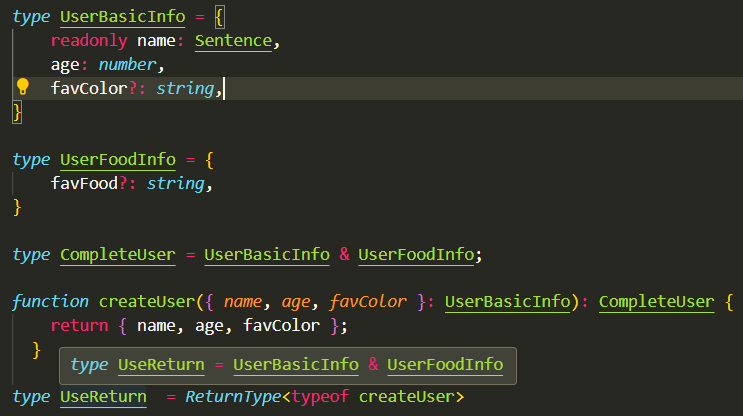 type UserBasicInfo = {
readonly name: Sentence,
age: number,
favColor?: string,
}
type UserFoodInfo = {
favFood?: string,
}
type CompleteUser = UserBasicInfo & UserFoodInfo;
function createUser({ name, age, favColor }: UserBasicInfo): CompleteUser {
return { name, age, favColor };
}
type UseReturn = UserBasicInfo & UserFoodInfo
type UseReturn = ReturnType<typeof createUser>